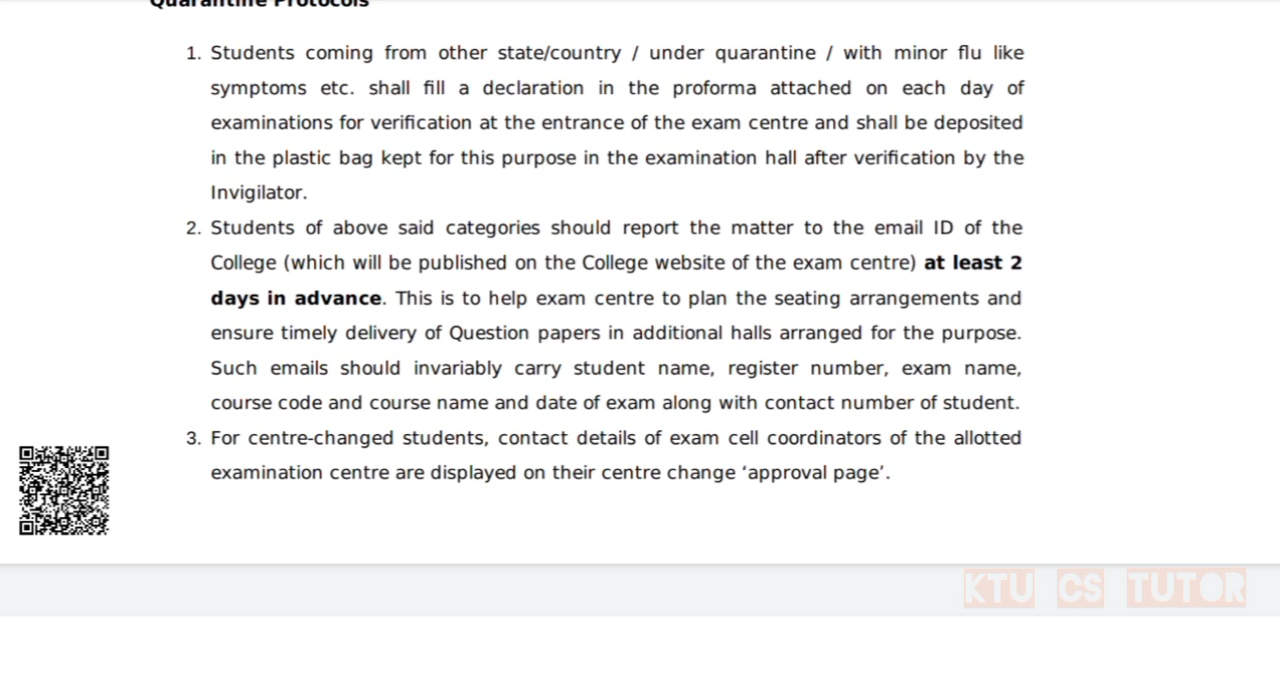 Quarantine Protocols
1. Students coming from other state/country / under quarantine / with minor flu like
symptoms etc. shall fill a declaration in the proforma attached on each day of
examinations for verification at the entrance of the exam centre and shall be deposited
in the plastic bag kept for this purpose in the examination hall after verification by the
Invigilator.
2. Students of above said categories should report the matter to the email ID of the
College (which will be published on the College website of the exam centre) at least 2
days in advance. This is to help exam centre to plan the seating arrangements and
ensure timely delivery of Question papers in additional halls arranged for the purpose.
Such emails should invariably carry student name, register number, exam name,
course code and course name and date of exam along with contact number of student.
3. For centre-changed students, contact details of exam cell coordinators of the allotted
examination centre are displayed on their centre change ‘approval page’.
KTU CS TUTOR